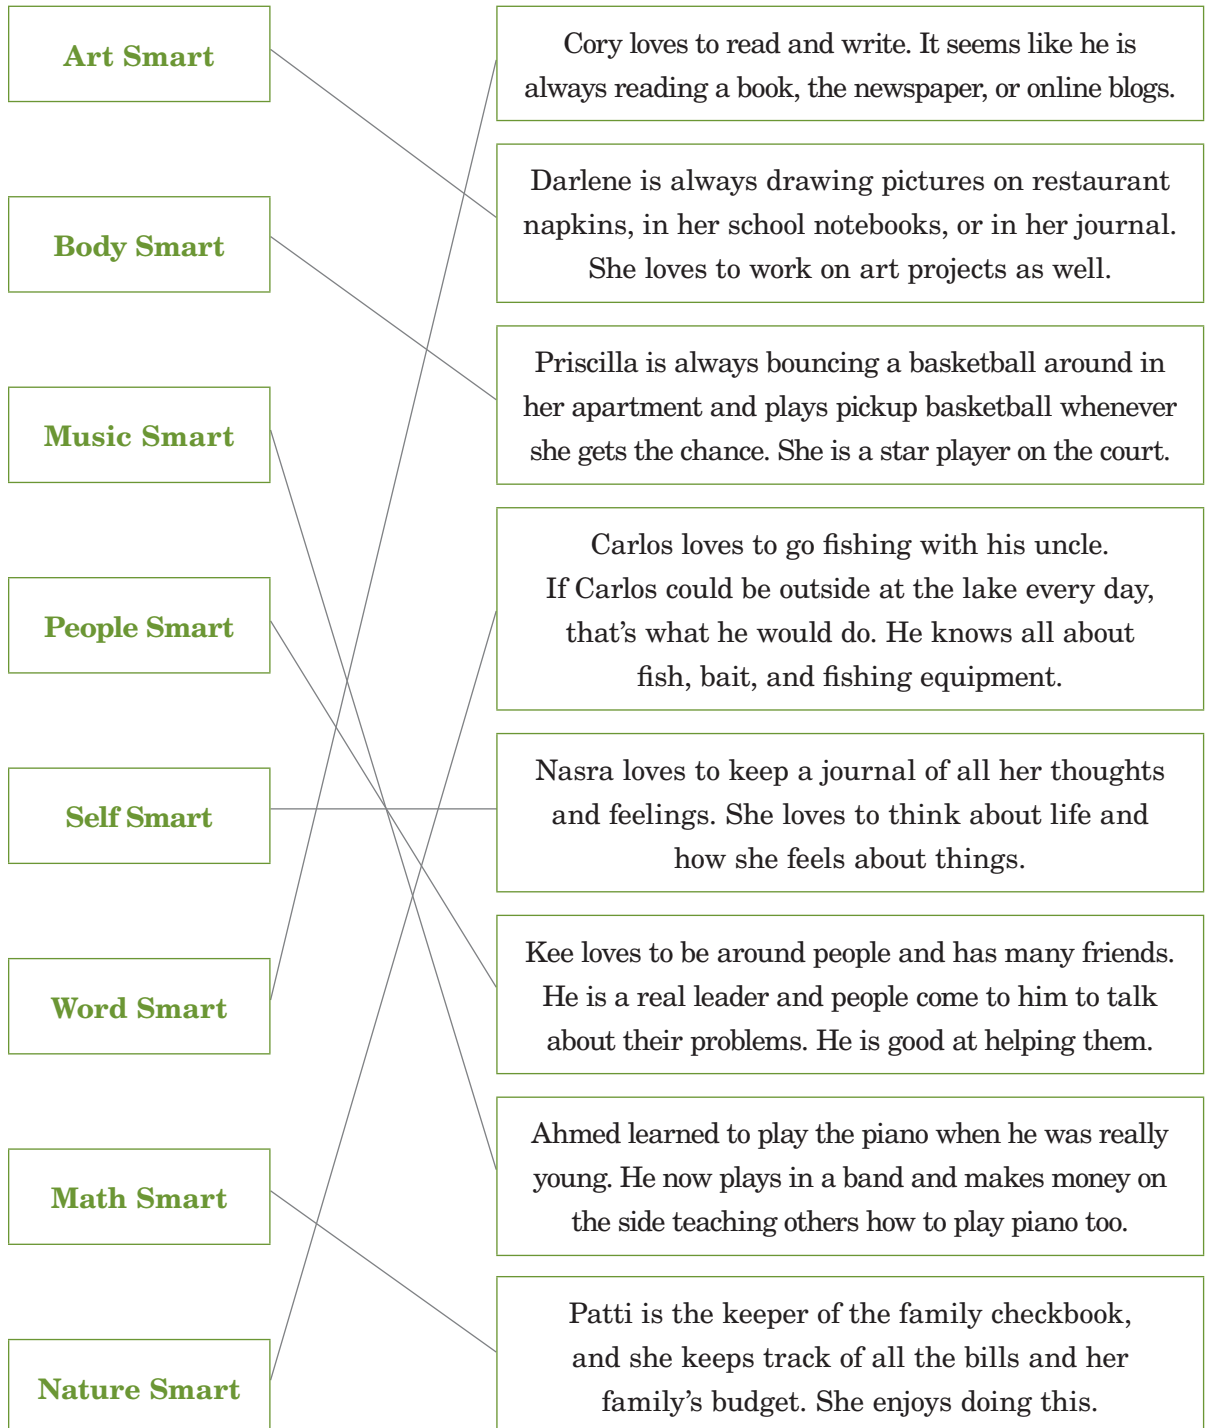 Art Smart
Body Smart
Music Smart
People Smart
Self Smart
Word Smart
Math Smart
Nature Smart
Cory loves to read and write. It seems like he is
always reading a book, the newspaper, or online blogs.
Darlene is always drawing pictures on restaurant
napkins, in her school notebooks, or in her journal.
She loves to work on art projects as well.
Priscilla is always bouncing a basketball around in
her apartment and plays pickup basketball whenever
she gets the chance. She is a star player on the court.
Carlos loves to go fishing with his uncle.
If Carlos could be outside at the lake every day,
that’s what he would do. He knows all about
fish, bait, and fishing equipment.
Nasra loves to keep a journal of all her thoughts
and feelings. She loves to think about life and
how she feels about things.
Kee loves to be around people and has many friends.
He is a real leader and people come to him to talk
about their problems. He is good at helping them.
Ahmed learned to play the piano when he was really
young. He now plays in a band and makes money on
the side teaching others how to play piano too.
Patti is the keeper of the family checkbook,
and she keeps track of all the bills and her
family’s budget. She enjoys doing this.